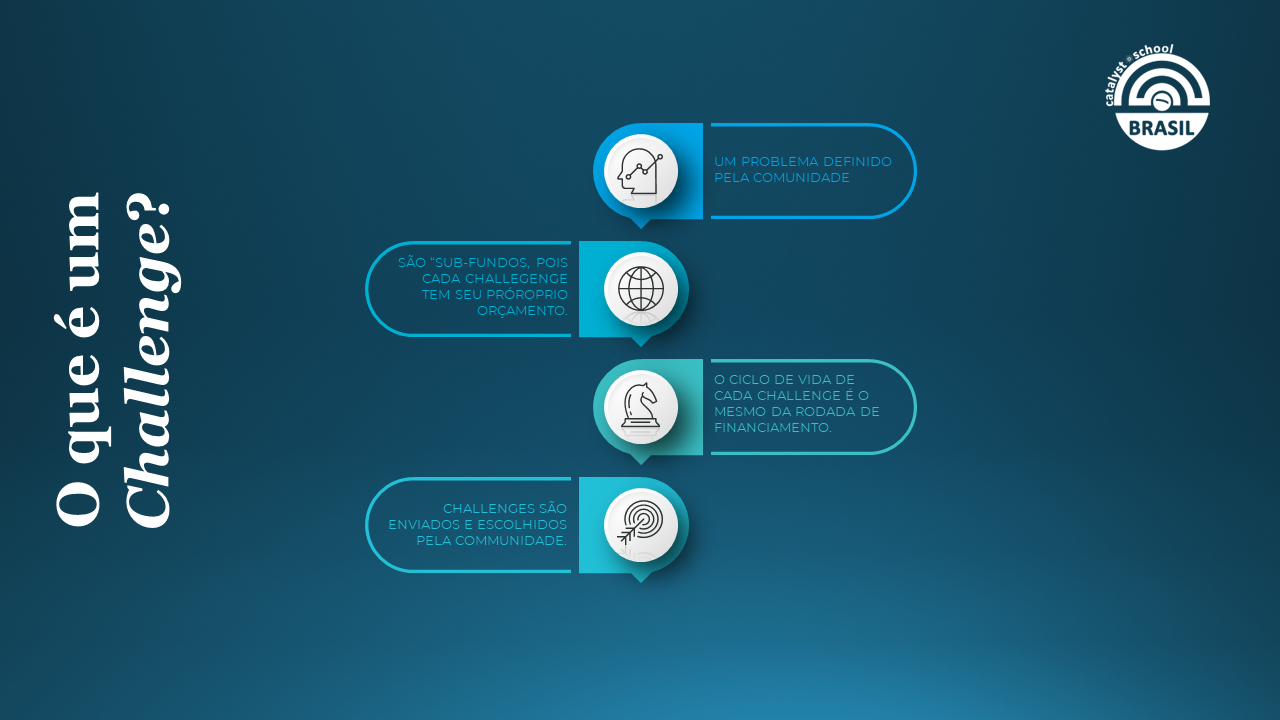 O que é um
Challenge?
catalyst school
BRASIL
UM PROBLEMA DEFINIDO
PELA COMUNIDADE
SÃO “SUB-FUNDOS, POIS
CADA CHALLEGENGE
TEM SEU PRÓROPRIO
ORÇAMENTO.
O CICLO DE VIDA DE
CADA CHALLENGE É O
MESMO DA RODADA DE
FINANCIAMENTO.
CHALLENGES SÃO
ENVIADOS E ESCOLHIDOS
PELA COMMUNIDADE.